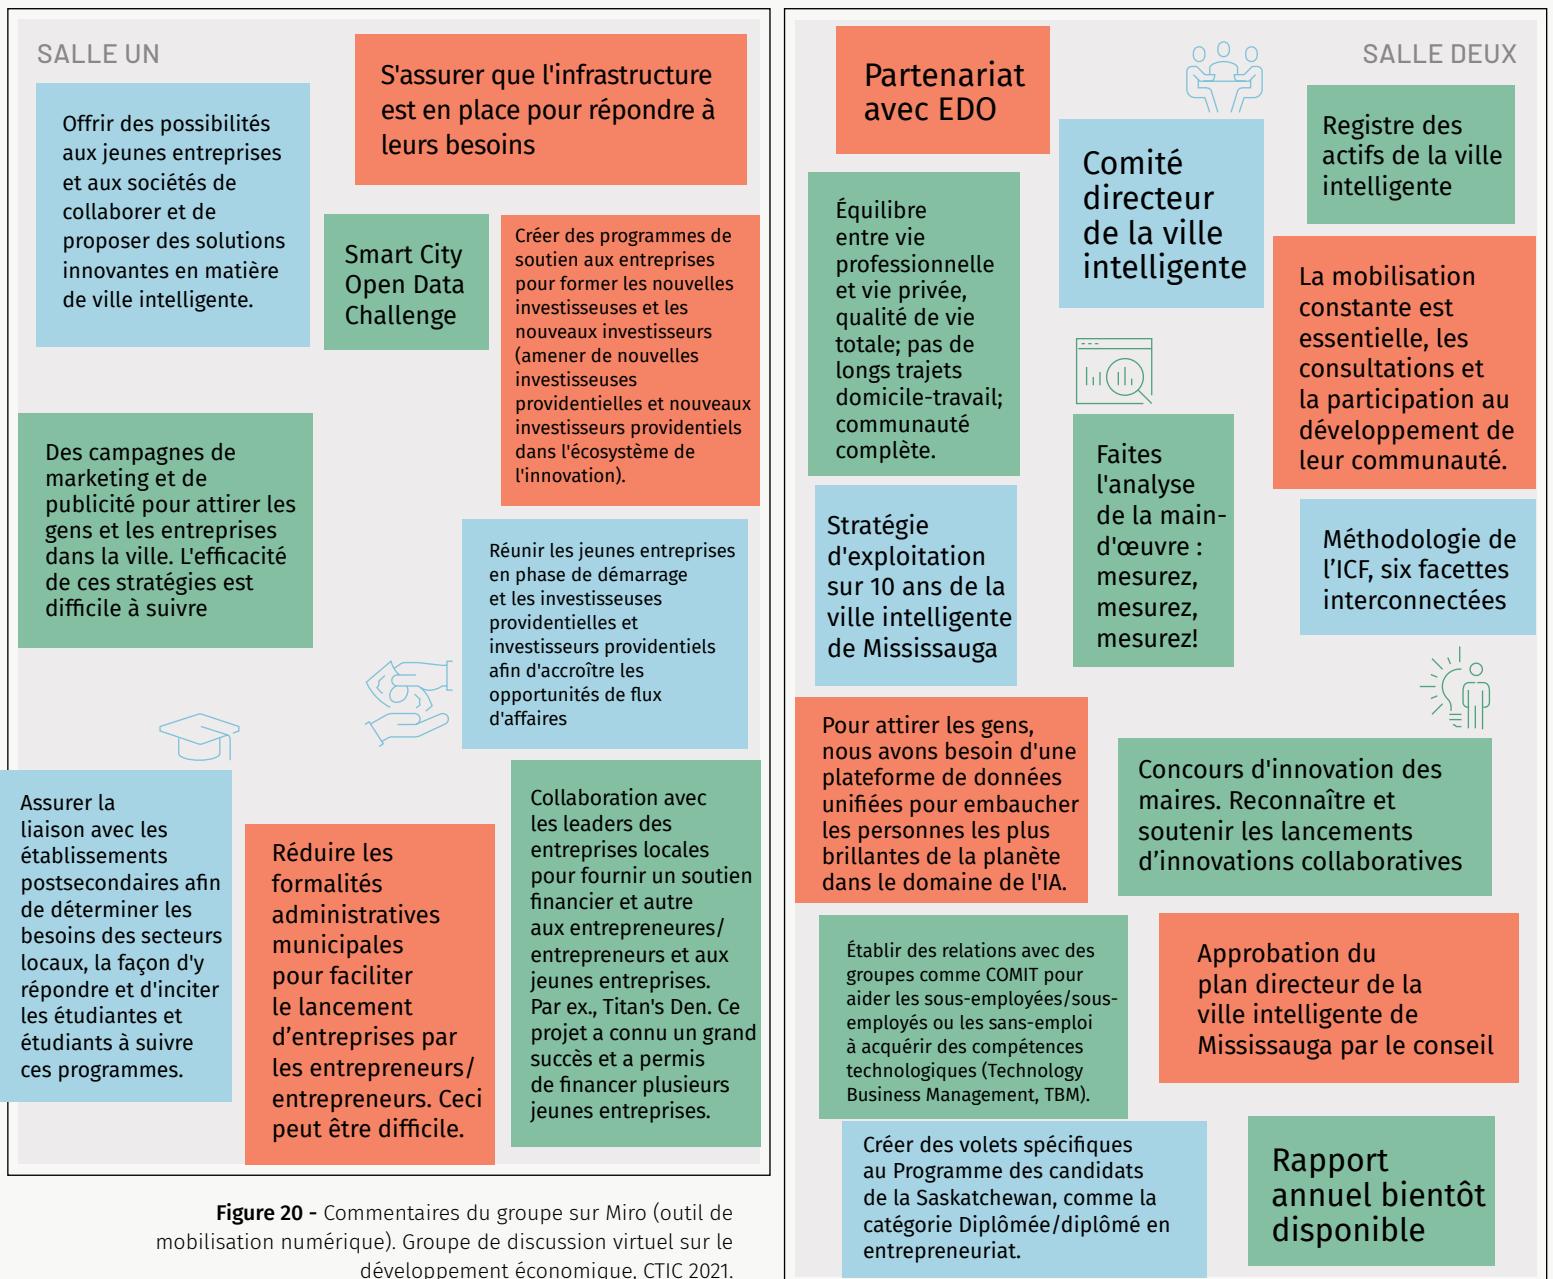 SALLE UN
S'assurer que l'infrastructure
est en place pour répondre à
leurs besoins
Offrir des possibilités
aux jeunes entreprises
et aux sociétés de
collaborer et de
proposer des solutions
innovantes en matière
de ville intelligente.
Smart City
Open Data
Challenge
Créer des programmes de
soutien aux entreprises
pour former les nouvelles
investisseuses et les
nouveaux investisseurs
(amener de nouvelles
investisseuses
providentielles et nouveaux
investisseurs providentiels
dans l'écosystème de
l'innovation).
Des campagnes de
marketing et de
publicité pour attirer les
gens et les entreprises
dans la ville. L'efficacité
de ces stratégies est
difficile à suivre
Réunir les jeunes entreprises
en phase de démarrage
et les investisseuses
providentielles et
investisseurs providentiels
afin d'accroître les
opportunités de flux
d'affaires
Assurer la
liaison avec les
établissements
postsecondaires afin
de déterminer les
besoins des secteurs
locaux, la façon d'y
répondre et d'inciter
les étudiantes et
étudiants à suivre
ces programmes.
Réduire les
formalités
administratives
municipales
pour faciliter
le lancement
d’entreprises par
les entrepreneurs/
entrepreneurs. Ceci
peut être difficile.
Collaboration avec
les leaders des
entreprises locales
pour fournir un soutien
financier et autre
aux entrepreneures/
entrepreneurs et aux
jeunes entreprises.
Par ex., Titan's Den. Ce
projet a connu un grand
succès et a permis
de financer plusieurs
jeunes entreprises.
Figure 20 - Commentaires du groupe sur Miro (outil de
mobilisation numérique). Groupe de discussion virtuel sur le
développement économique, CTIC 2021.
SALLE DEUX
Partenariat
avec EDO
Comité
directeur
de la ville
intelligente
Registre des
actifs de la ville
intelligente
Équilibre
entre vie
professionnelle
et vie privée,
qualité de vie
totale; pas de
longs trajets
domicile-travail;
communauté
complète.
La mobilisation
constante est
essentielle, les
consultations et
la participation au
développement de
leur communauté.
Faites
l'analyse
de la main-
d'œuvre :
mesurez,
mesurez,
mesurez!
Stratégie
d'exploitation
sur 10 ans de la
ville intelligente
de Mississauga
Méthodologie de
l’ICF, six facettes
interconnectées
Pour attirer les gens,
nous avons besoin d'une
plateforme de données
unifiées pour embaucher
les personnes les plus
brillantes de la planète
dans le domaine de l'IA.
Concours d'innovation des
maires. Reconnaître et
soutenir les lancements
d’innovations collaboratives
Établir des relations avec des
groupes comme COMIT pour
aider les sous-employées/sous-
employés ou les sans-emploi
à acquérir des compétences
technologiques (Technology
Business Management, TBM).
Approbation du
plan directeur de la
ville intelligente de
Mississauga par le conseil
Créer des volets spécifiques
au Programme des candidats
de la Saskatchewan, comme la
catégorie Diplômée/diplômé en
entrepreneuriat.
Rapport
annuel bientôt
disponible